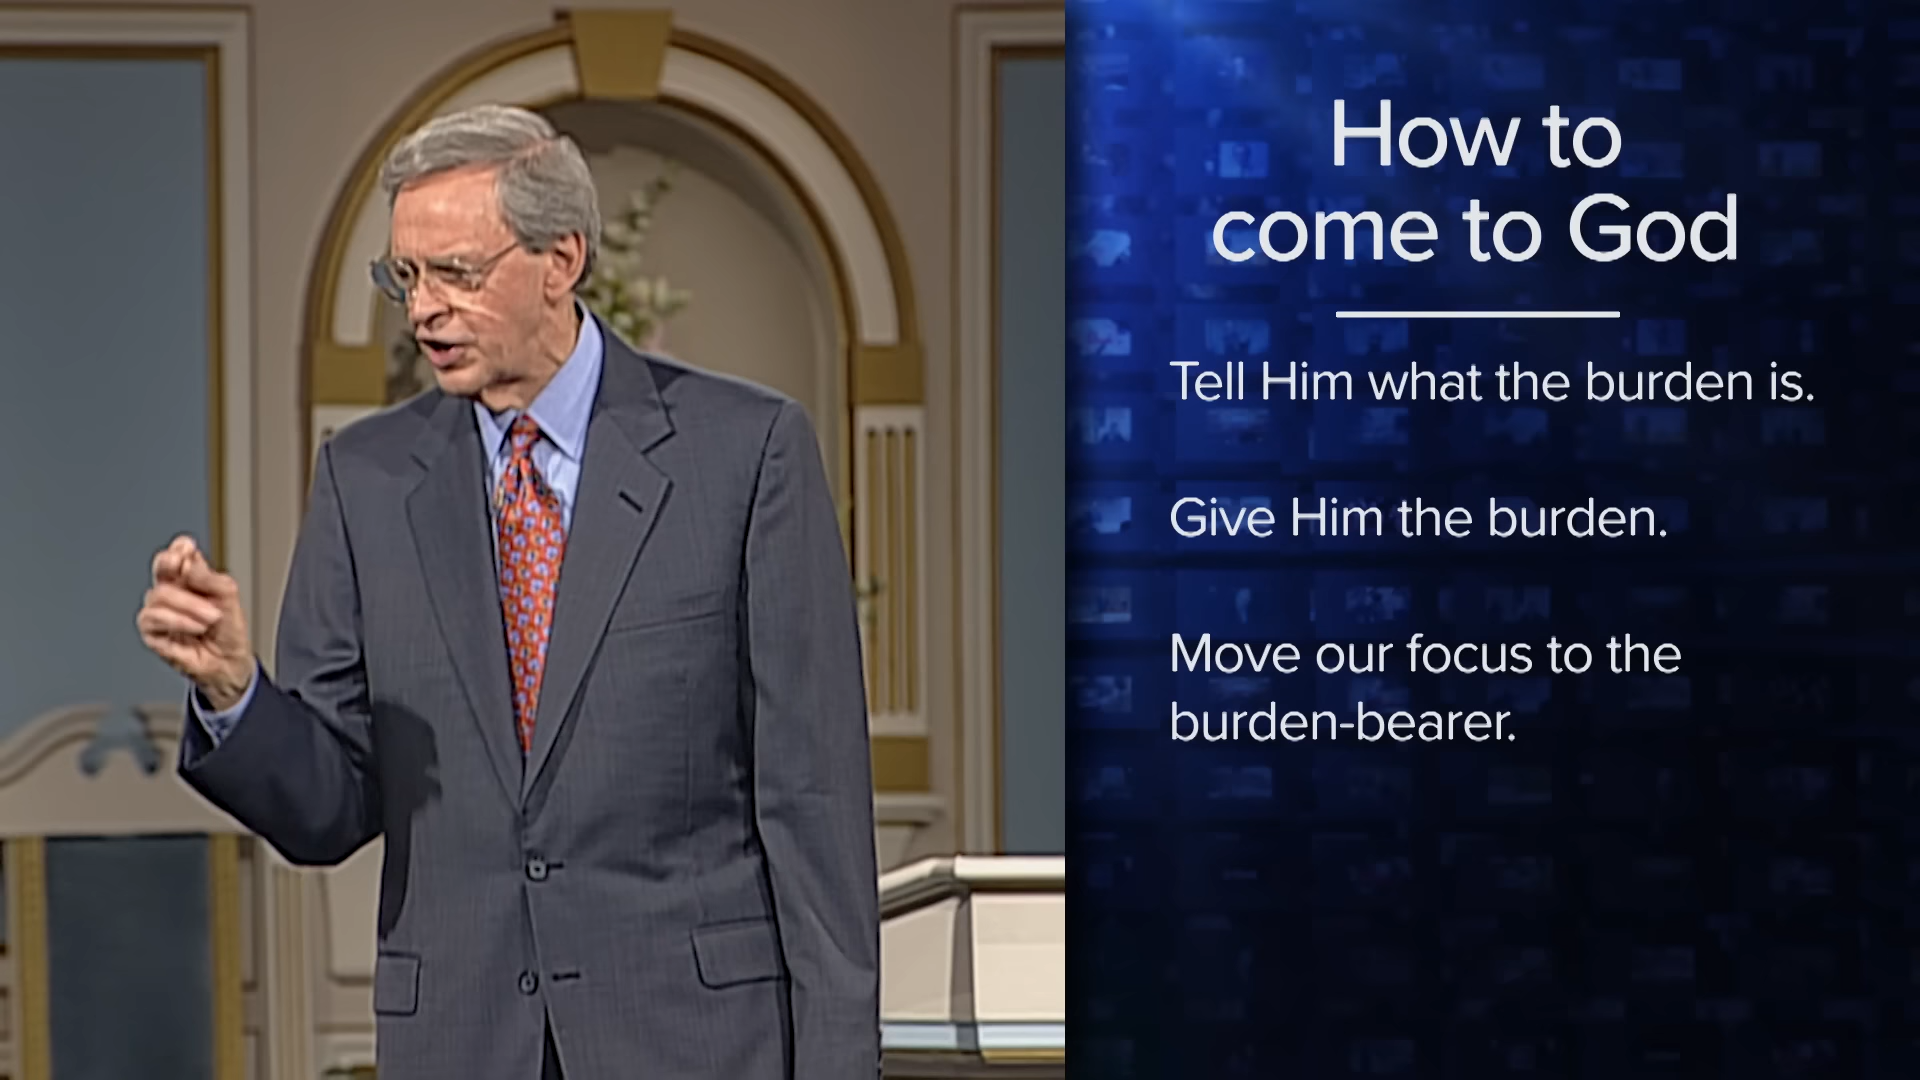 How to
come to God
Tell Him what the burden is.
Give Him the burden.
Move our focus to the
burden-bearer.